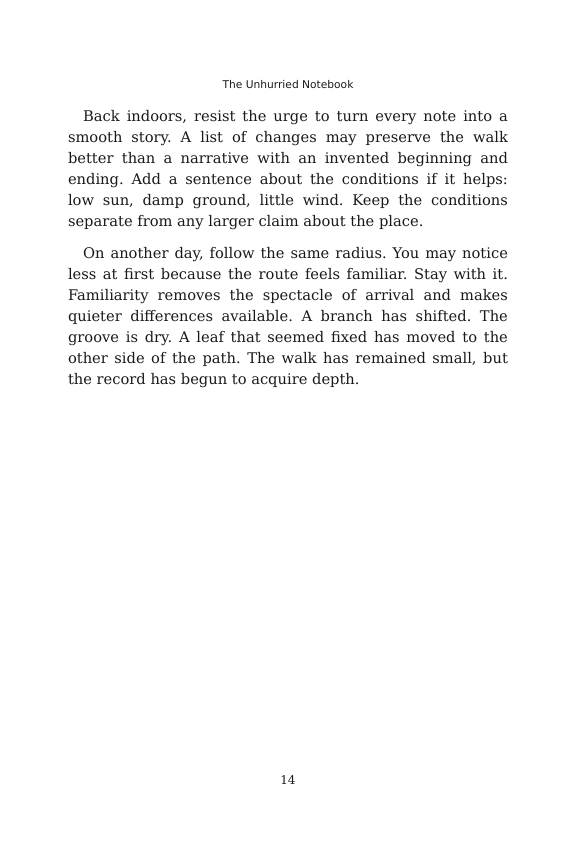 The Unhurried Notebook
Back indoors, resist the urge to turn every note into a
smooth story. A list of changes may preserve the walk
better than a narrative with an invented beginning and
ending. Add a sentence about the conditions if it helps:
low sun, damp ground, little wind. Keep the conditions
separate from any larger claim about the place.
On another day, follow the same radius. You may notice
less at first because the route feels familiar. Stay with it.
Familiarity removes the spectacle of arrival and makes
quieter differences available. A branch has shifted. The
groove is dry. A leaf that seemed fixed has moved to the
other side of the path. The walk has remained small, but
the record has begun to acquire depth.
14